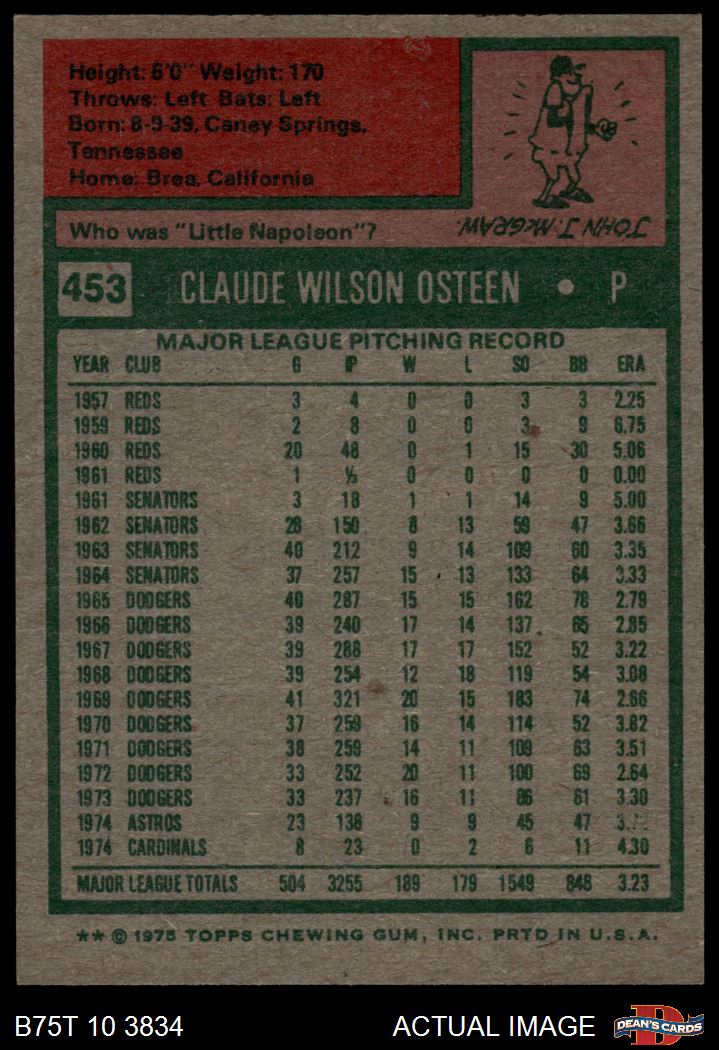 Height: 6'0" Weight: 170
Throws: Left Bats: Left
Born: 8-9-39, Caney Springs,
Tennessee
Home: Brea, California
Who was "Little Napoleon"?
JOHN J. McGRAW.
453 CLAUDE WILSON OSTEEN • P
MAJOR LEAGUE PITCHING RECORD
YEAR CLUB G IP W L SO BB ERA
1957 REDS 3 4 0 0 3 3 2.25
1959 REDS 2 8 0 0 3 9 6.75
1960 REDS 20 48 0 1 15 30 5.06
1961 REDS 1 ⅓ 0 0 0 0 0.00
1961 SENATORS 3 18 1 1 14 9 5.00
1962 SENATORS 28 150 8 13 59 47 3.66
1963 SENATORS 40 212 9 14 109 60 3.35
1964 SENATORS 37 257 15 13 133 64 3.33
1965 DODGERS 40 287 15 15 162 78 2.79
1966 DODGERS 39 240 17 14 137 65 2.85
1967 DODGERS 39 288 17 17 152 52 3.22
1968 DODGERS 39 254 12 18 119 54 3.08
1969 DODGERS 41 321 20 15 183 74 2.66
1970 DODGERS 37 259 16 14 114 52 3.82
1971 DODGERS 38 259 14 11 109 63 3.51
1972 DODGERS 33 252 20 11 100 69 2.64
1973 DODGERS 33 237 16 11 86 61 3.30
1974 ASTROS 23 138 9 9 45 47
1974 CARDINALS 8 23 0 2 6 11 4.30
MAJOR LEAGUE TOTALS 504 3255 189 179 1549 848 3.23
** © 1975 TOPPS CHEWING GUM, INC. PRTD IN U.S.A.
B75T 10 3834 ACTUAL IMAGE D DEAN'S CARDS